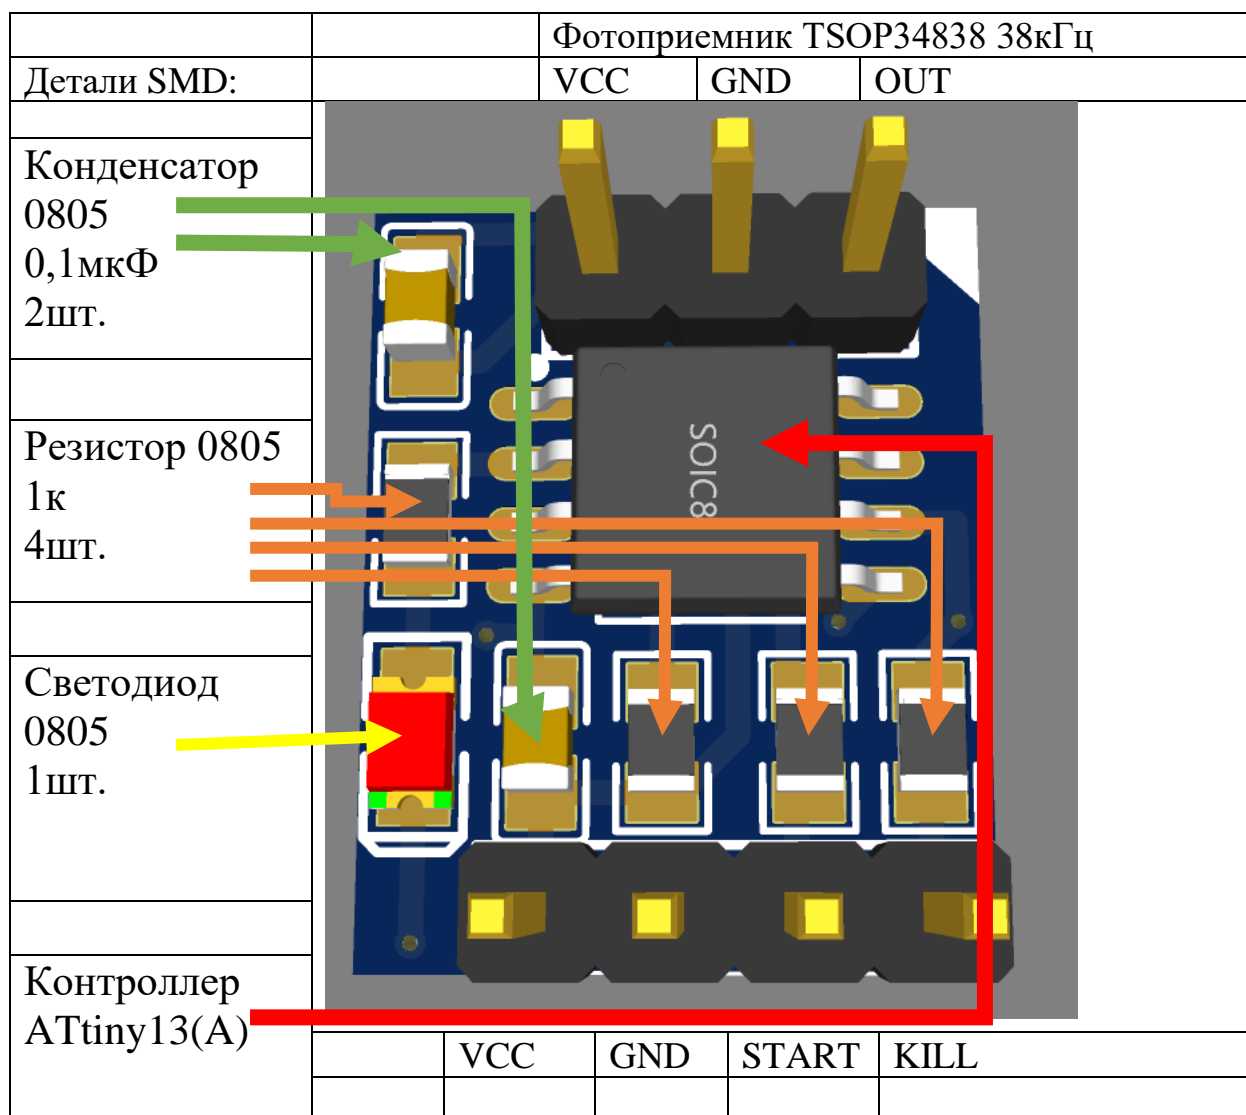 Фотоприемник TSOP34838 38кГц
Детали SMD:
VCC
GND
OUT
Конденсатор
0805
0,1мкФ
2шт.
Резистор 0805
1к
4шт.
SOIC8
Светодиод
0805
1шт.
Контроллер
ATtiny13(A)
VCC
GND
START
KILL